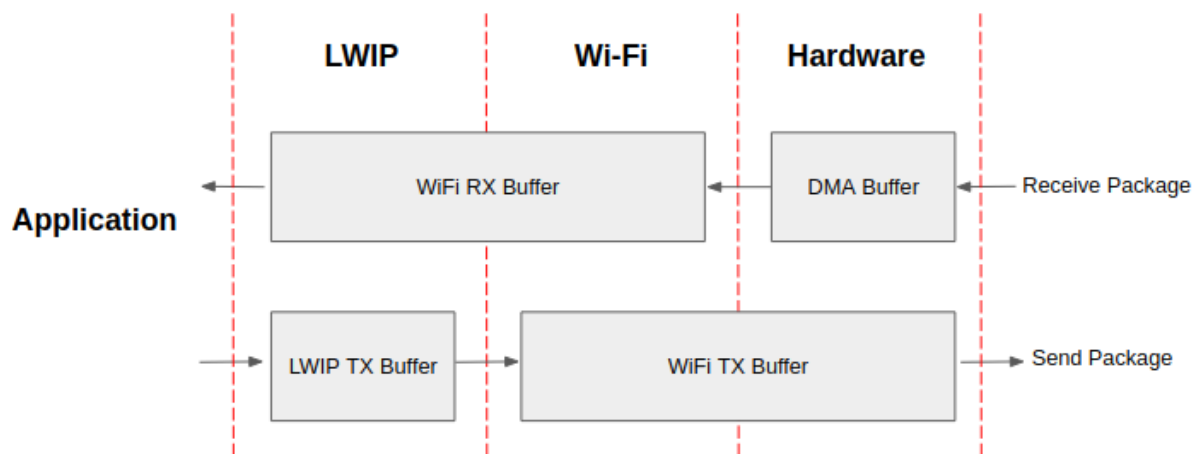 LWIP
Wi-Fi
Hardware
WiFi RX Buffer
DMA Buffer
Receive Package
Application
LWIP TX Buffer
WiFi TX Buffer
Send Package